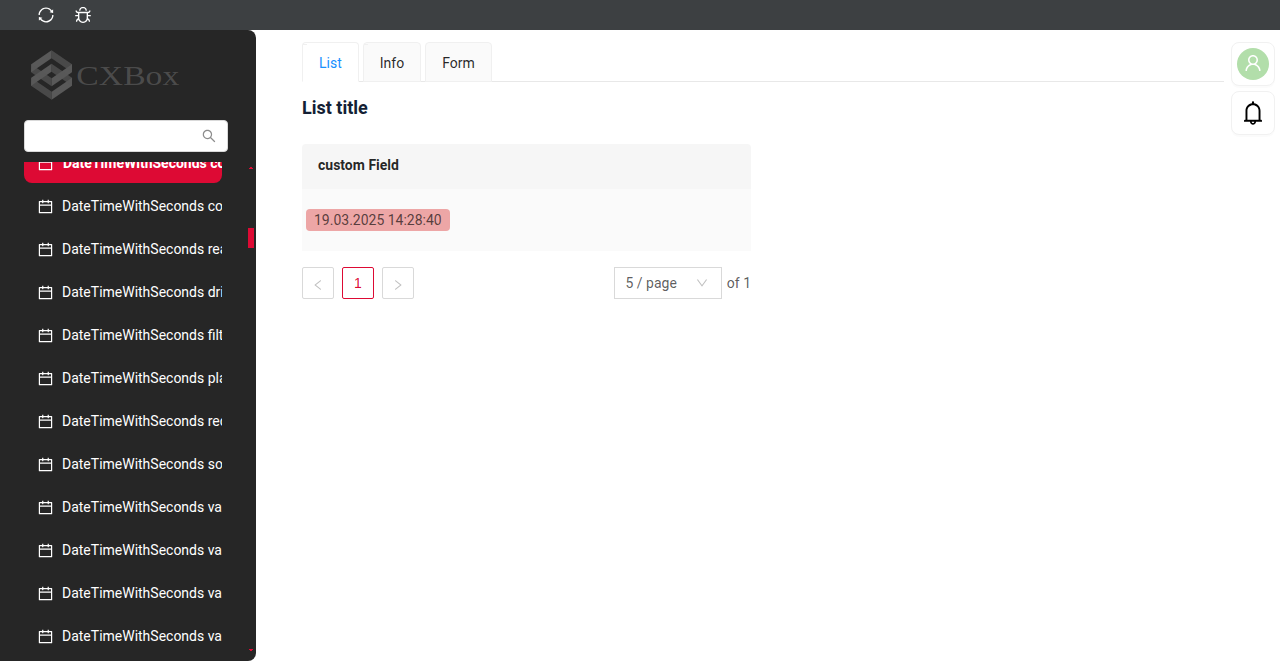 CXBox
DateTimeWithSeconds co
DateTimeWithSeconds co
DateTimeWithSeconds rea
DateTimeWithSeconds dri
DateTimeWithSeconds filt
DateTimeWithSeconds pla
DateTimeWithSeconds rec
DateTimeWithSeconds so
DateTimeWithSeconds va
DateTimeWithSeconds va
DateTimeWithSeconds va
DateTimeWithSeconds va
List
Info
Form
List title
custom Field
19.03.2025 14:28:40
1
5 / page
of 1